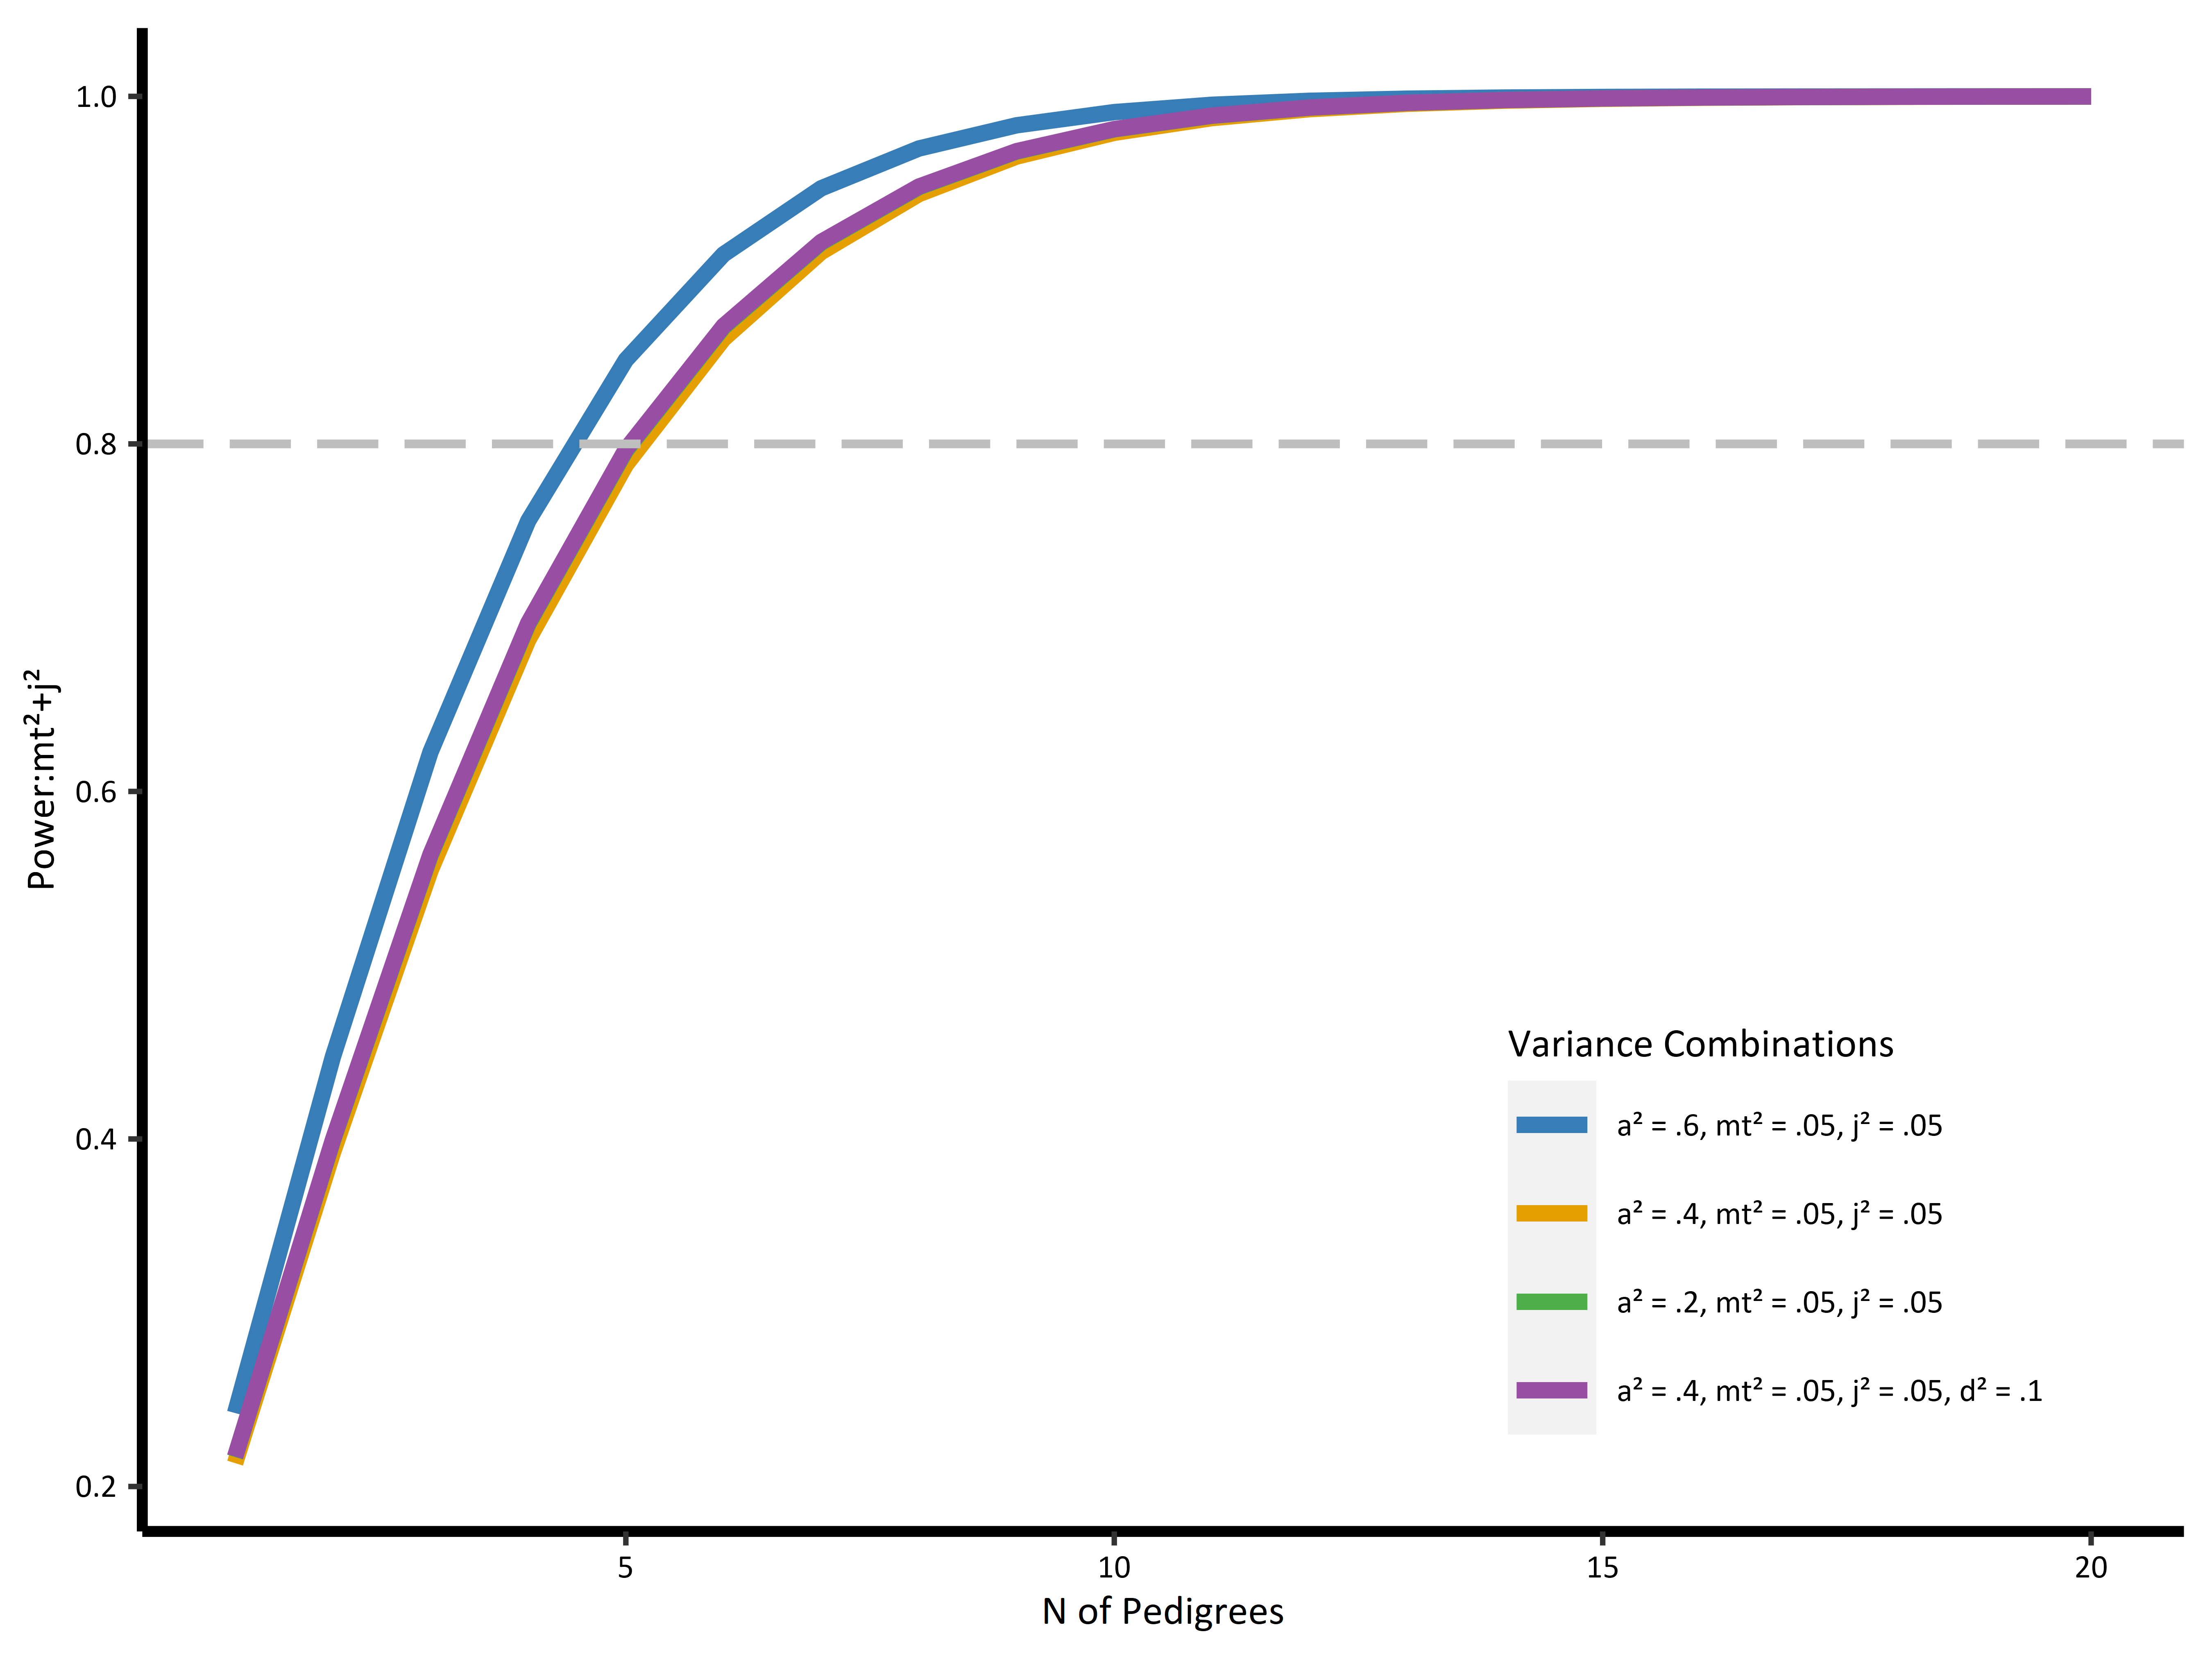 1.0
0.8
0.6
0.4
0.2
Power:mt²+j²
5
10
15
20
N of Pedigrees
Variance Combinations
a² = .6, mt² = .05, j² = .05
a² = .4, mt² = .05, j² = .05
a² = .2, mt² = .05, j² = .05
a² = .4, mt² = .05, j² = .05, d² = .1